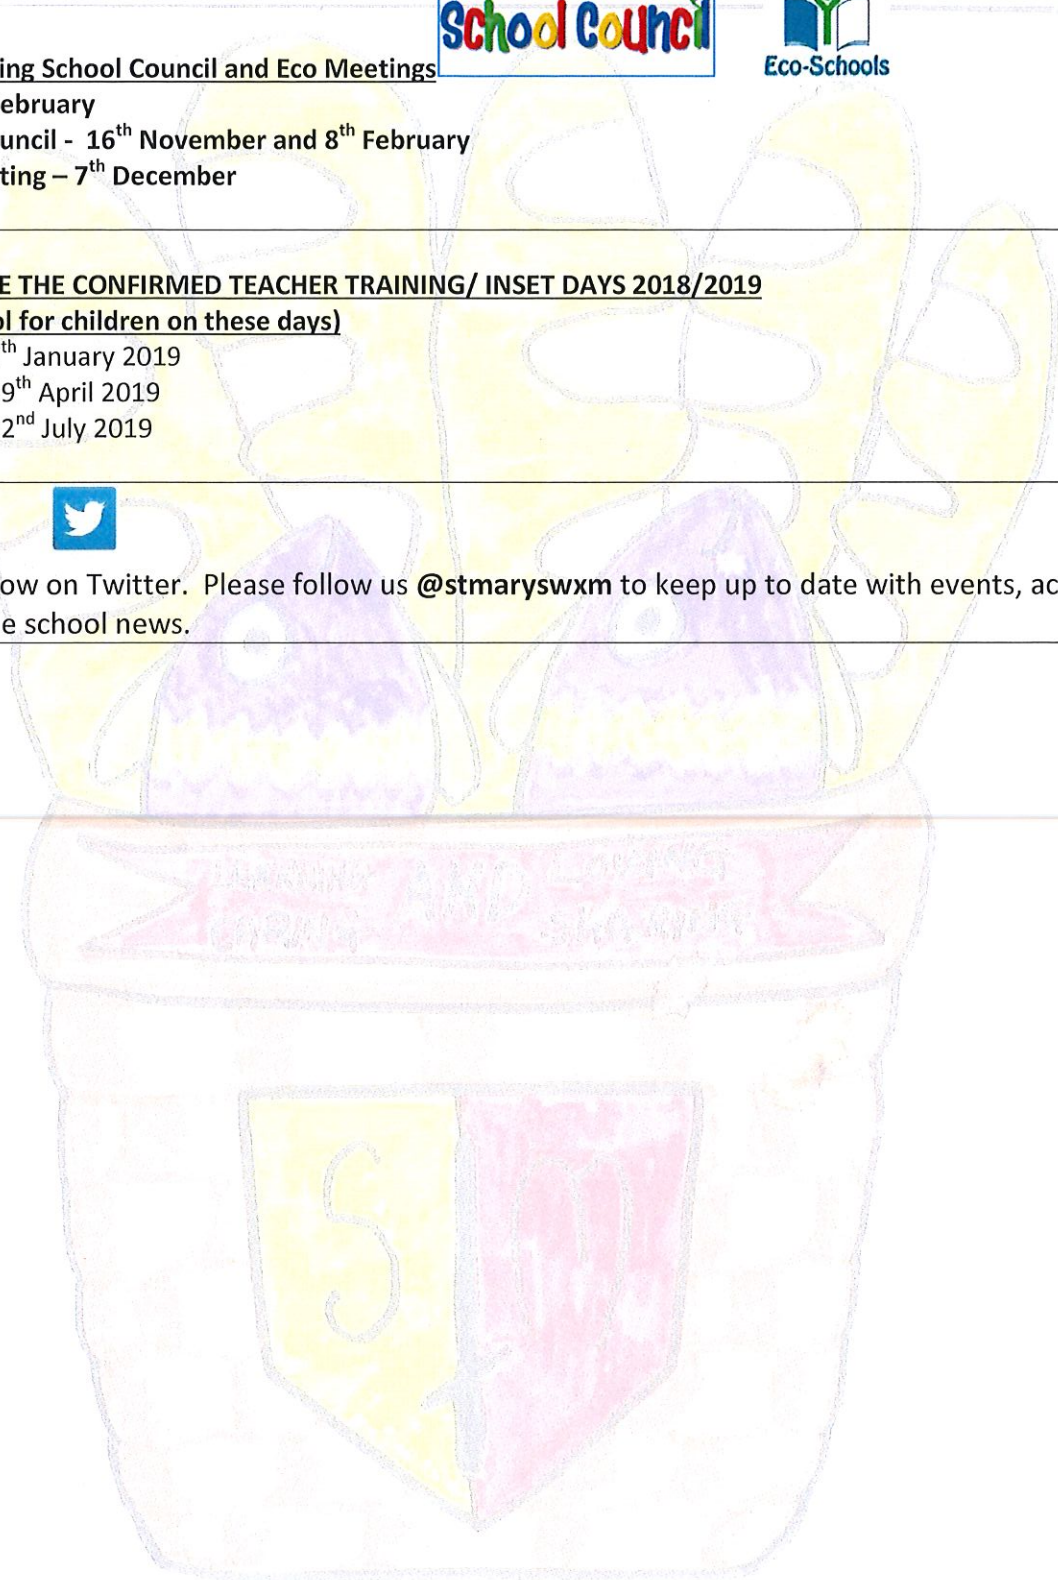 School Council
Eco-Schools
ing School Council and Eco Meetings
ebruary
uncil - 16th November and 8th February
ting – 7th December
E THE CONFIRMED TEACHER TRAINING/ INSET DAYS 2018/2019
ol for children on these days)
th January 2019
9th April 2019
2nd July 2019
ow on Twitter. Please follow us @stmaryswxm to keep up to date with events, ac
e school news.
AND
S M